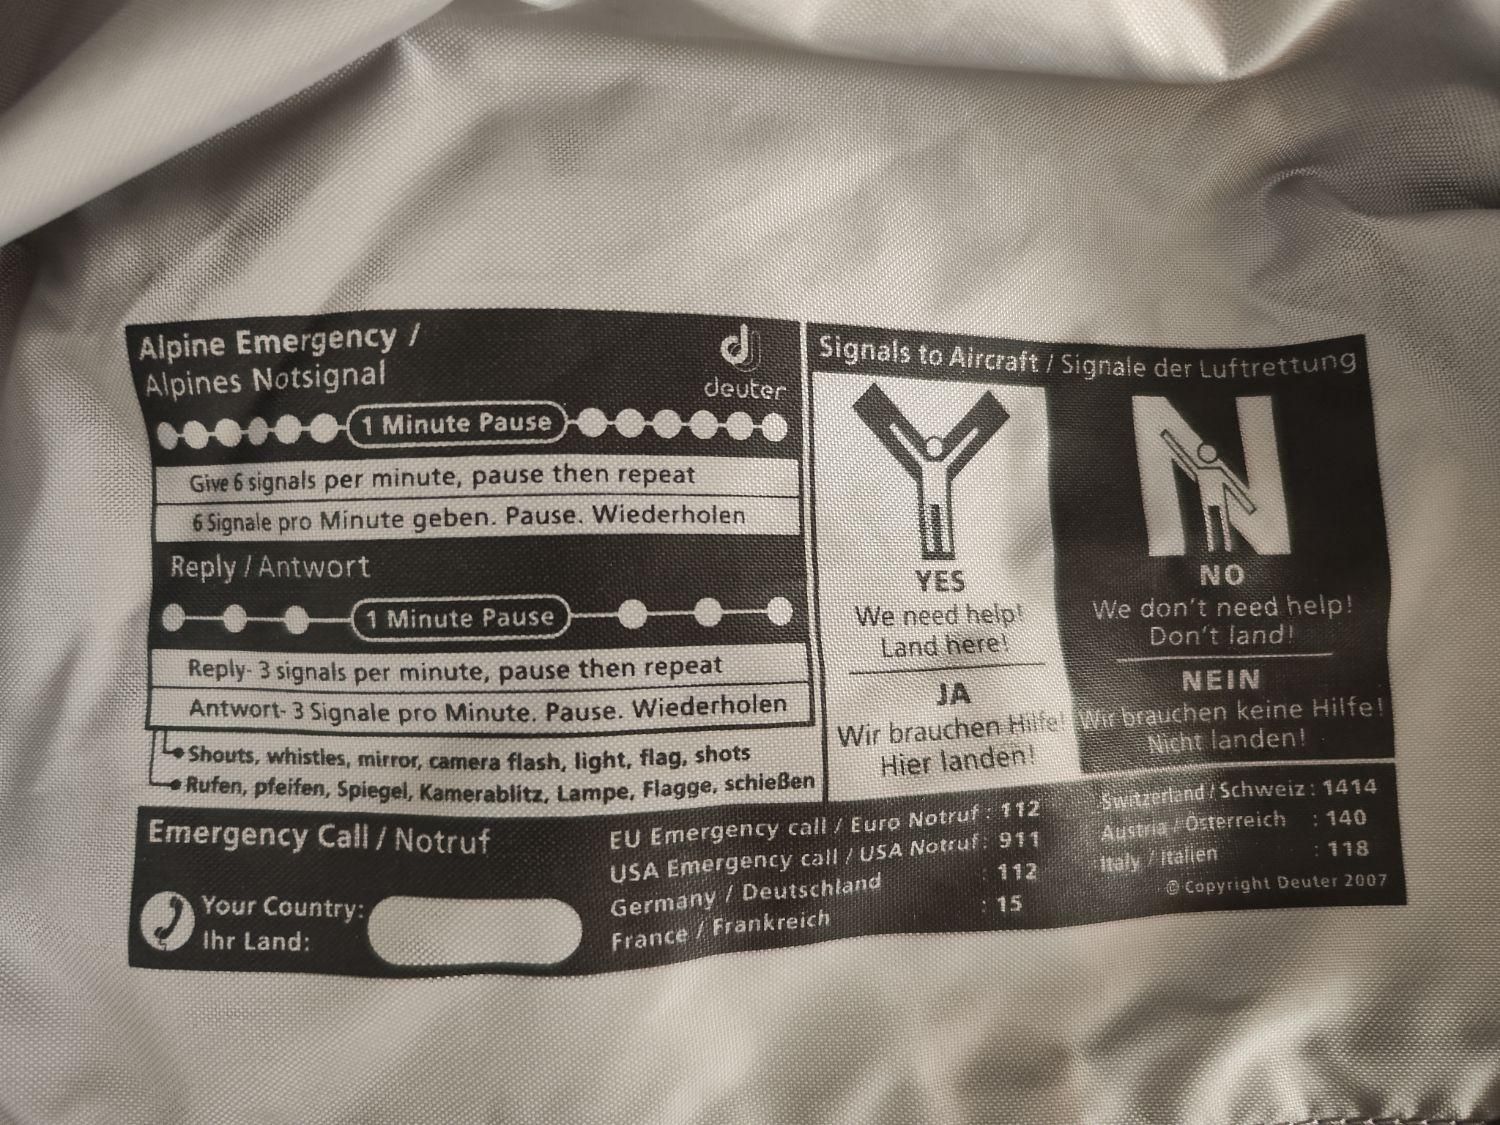 Alpine Emergency /
Alpines Notsignal
deuter
1 Minute Pause
Give 6 signals per minute, pause then repeat
6 Signale pro Minute geben. Pause. Wiederholen
Reply / Antwort
1 Minute Pause
Reply- 3 signals per minute, pause then repeat
Antwort- 3 Signale pro Minute. Pause. Wiederholen
Shouts, whistles, mirror, camera flash, light, flag, shots
Rufen, pfeifen, Spiegel, Kamerablitz, Lampe, Flagge, schießen
Signals to Aircraft / Signale der Luftrettung
Y
YES
We need help!
Land here!
JA
Wir brauchen Hilfe!
Hier landen!
N
NO
We don't need help!
Don't land!
NEIN
Wir brauchen keine Hilfe!
Nicht landen!
Emergency Call / Notruf
Your Country:
Ihr Land:
EU Emergency call / Euro Notruf : 112
USA Emergency call / USA Notruf : 911
Germany / Deutschland : 112
France / Frankreich : 15
Switzerland / Schweiz : 1414
Austria / Österreich : 140
Italy / Italien : 118
© Copyright Deuter 2007